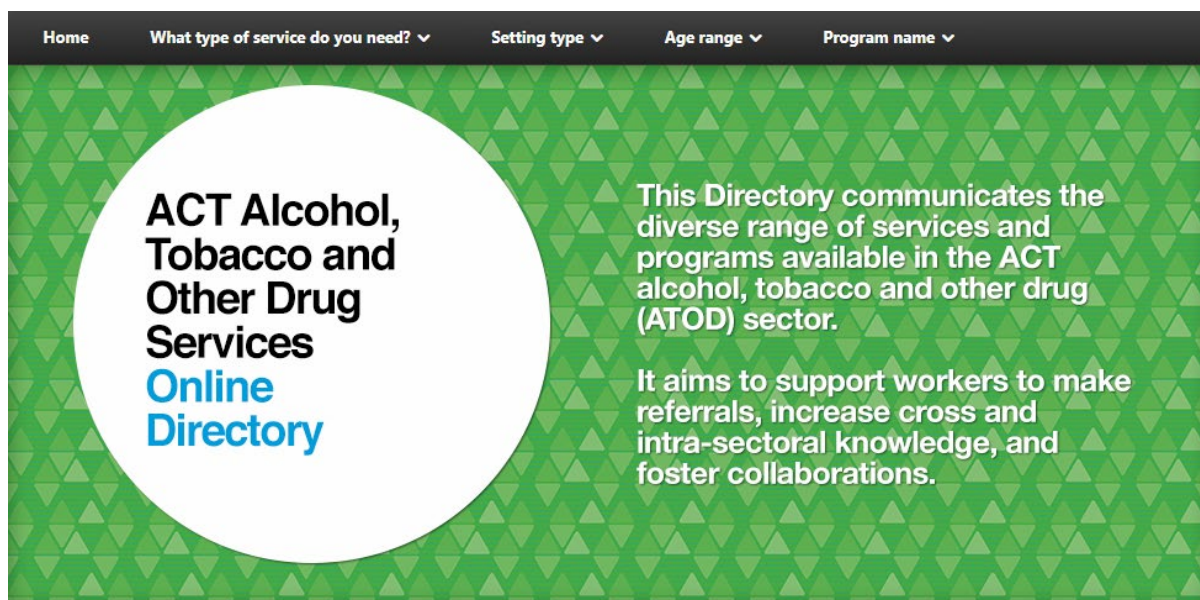 Home What type of service do you need? Setting type Age range Program name
ACT Alcohol,
Tobacco and
Other Drug
Services
Online
Directory
This Directory communicates the
diverse range of services and
programs available in the ACT
alcohol, tobacco and other drug
(ATOD) sector.
It aims to support workers to make
referrals, increase cross and
intra-sectoral knowledge, and
foster collaborations.